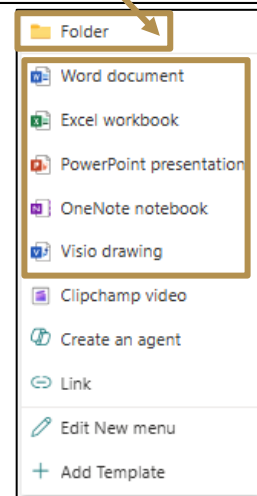 Folder
Word document
Excel workbook
PowerPoint presentation
OneNote notebook
Visio drawing
Clipchamp video
Create an agent
Link
Edit New menu
Add Template